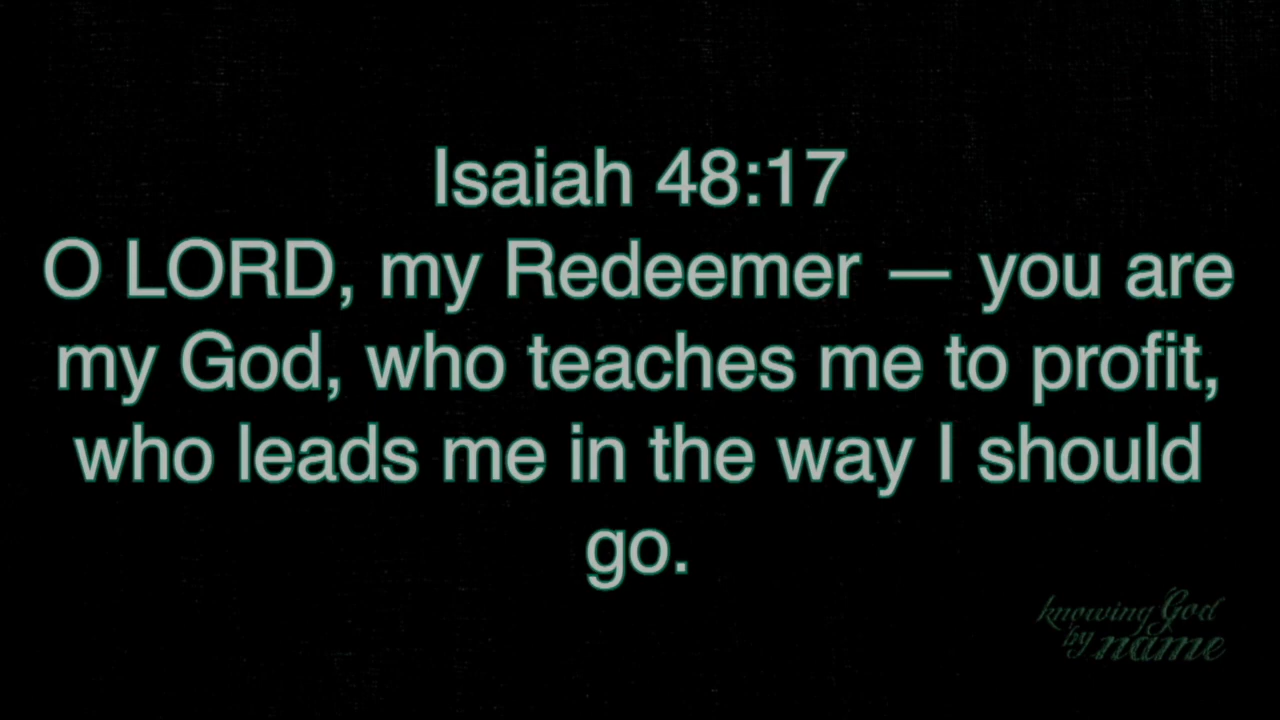 Isaiah 48:17
O LORD, my Redeemer — you are
my God, who teaches me to profit,
who leads me in the way I should
go.
knowing God
by name